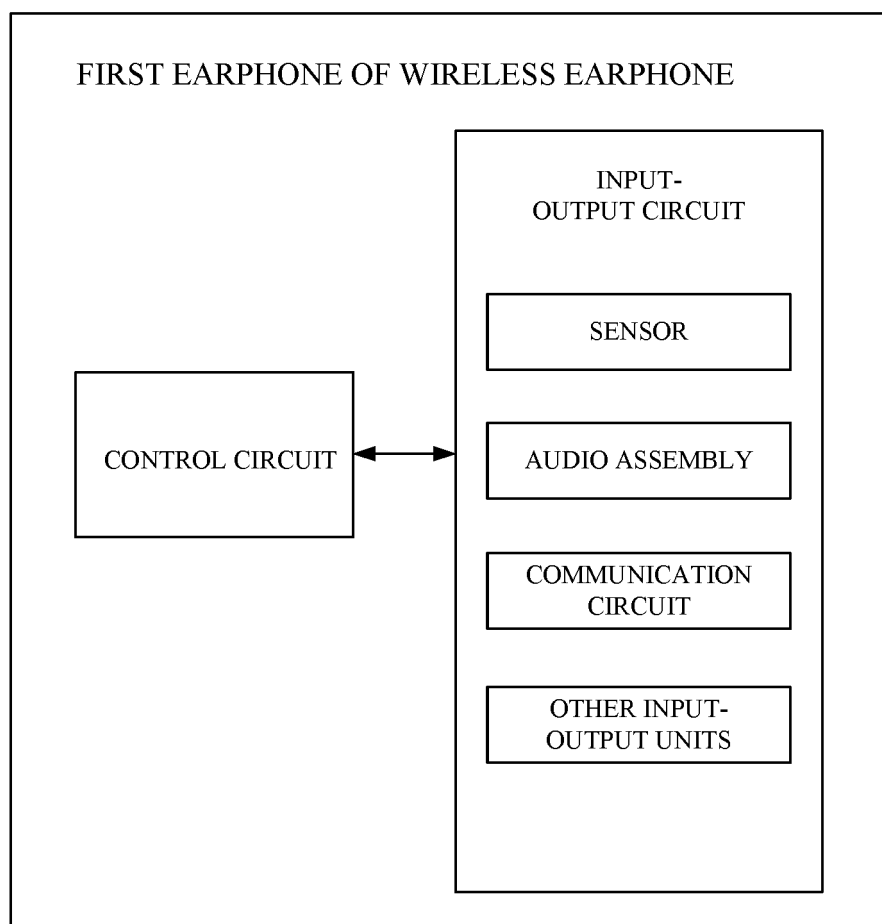 FIRST EARPHONE OF WIRELESS EARPHONE
INPUT-
OUTPUT CIRCUIT
SENSOR
CONTROL CIRCUIT
AUDIO ASSEMBLY
COMMUNICATION
CIRCUIT
OTHER INPUT-
OUTPUT UNITS